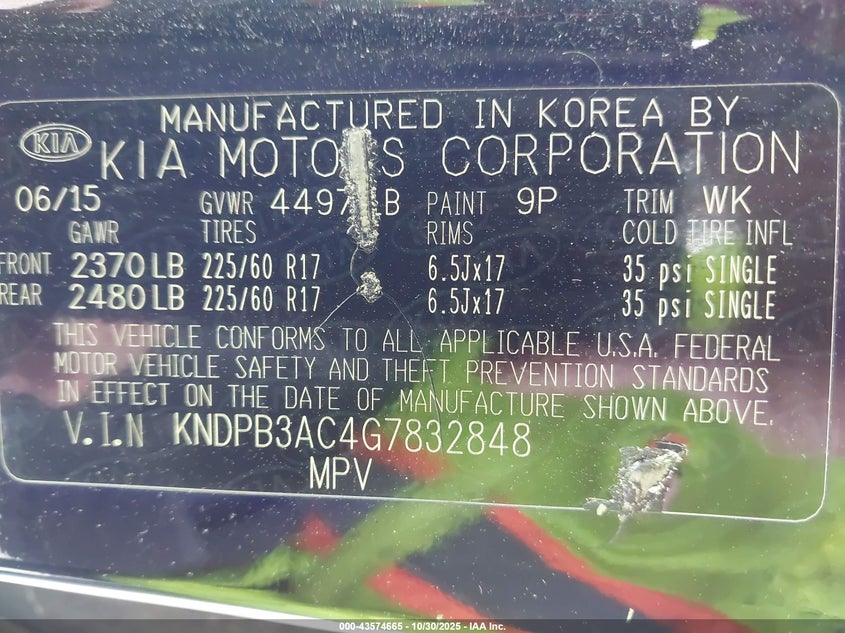 MANUFACTURED IN KOREA BY
KIA KIA MOTORS CORPORATION
06/15 GVWR PAINT 9P TRIM WK
GAWR TIRES RIMS COLD TIRE INFL
FRONT 2370 LB 225/60 R17 6.5Jx17 35 psi SINGLE
REAR 2480 LB 225/60 R17 6.5Jx17 35 psi SINGLE
THIS VEHICLE CONFORMS TO ALL APPLICABLE U.S.A. FEDERAL
MOTOR VEHICLE SAFETY AND THEFT PREVENTION STANDARDS
IN EFFECT ON THE DATE OF MANUFACTURE SHOWN ABOVE.
V.I.N KNDPB3AC4G7832848
MPV
000-43574665 - 10/30/2025 - IAA Inc.